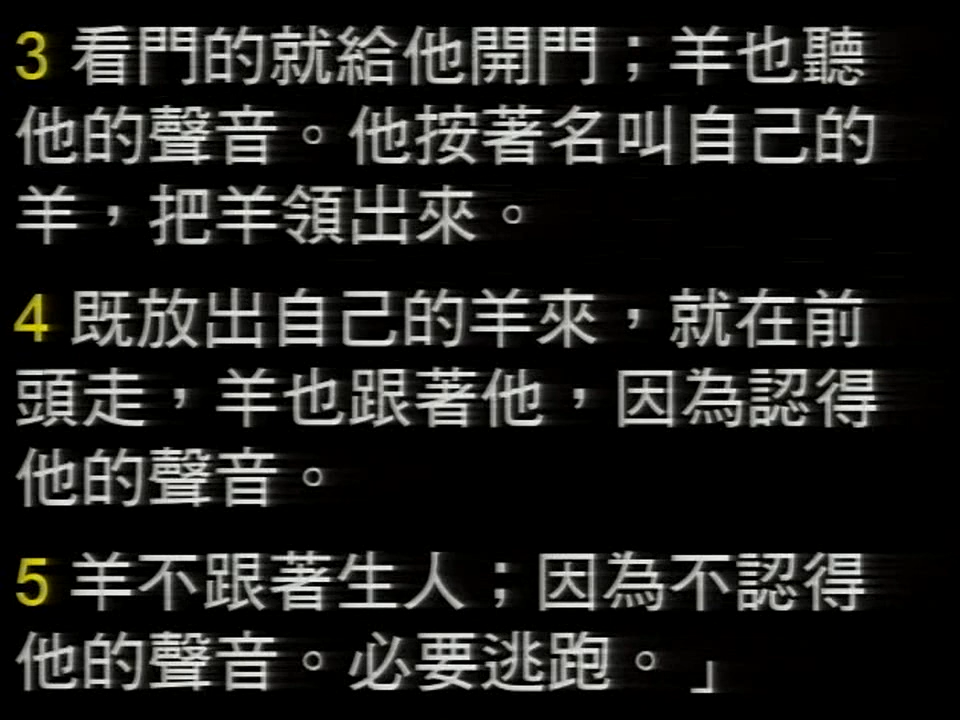 3 看門的就給他開門；羊也聽
他的聲音。他按著名叫自己的
羊，把羊領出來。
4 既放出自己的羊來，就在前
頭走，羊也跟著他，因為認得
他的聲音。
5 羊不跟著生人；因為不認得
他的聲音。必要逃跑。」